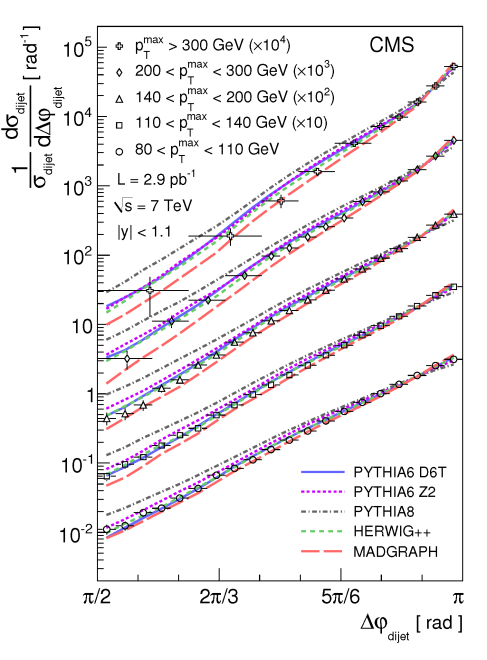 CMS
1/σ_dijet dσ_dijet/dΔφ_dijet [ rad⁻¹ ]
10⁵
10⁴
10³
10²
10
1
10⁻¹
10⁻²
p_T^max > 300 GeV (×10⁴)
200 < p_T^max < 300 GeV (×10³)
140 < p_T^max < 200 GeV (×10²)
110 < p_T^max < 140 GeV (×10)
80 < p_T^max < 110 GeV
L = 2.9 pb⁻¹
√s = 7 TeV
|y| < 1.1
PYTHIA6 D6T
PYTHIA6 Z2
PYTHIA8
HERWIG++
MADGRAPH
π/2 2π/3 5π/6 π
Δφ_dijet [ rad ]